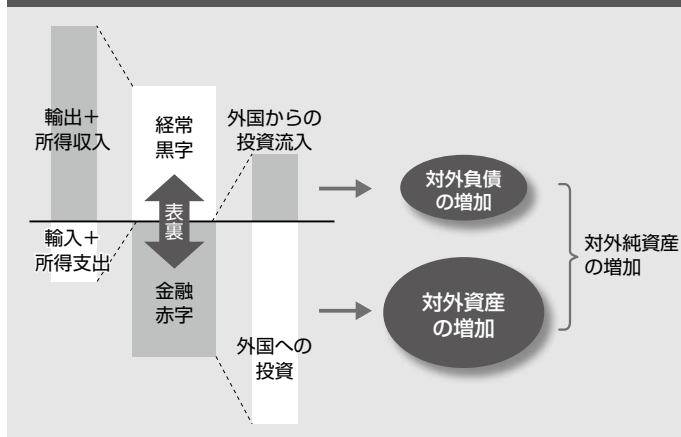 輸出＋
所得収入
経常
黒字
外国からの
投資流入
対外負債
の増加
表裏
輸入＋
所得支出
対外純資産
の増加
金融
赤字
対外資産
の増加
外国への
投資